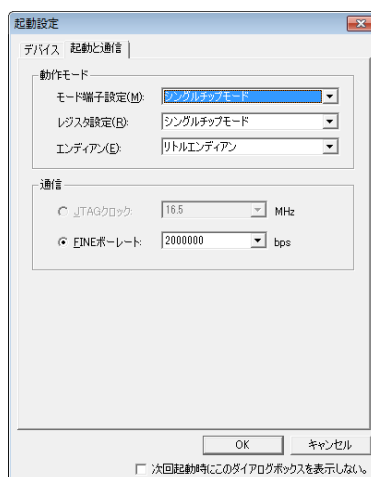 起動設定
デバイス 起動と通信
動作モード
モード端子設定(M): シングルチップモード
レジスタ設定(R): シングルチップモード
エンディアン(E): リトルエンディアン
通信
JTAGクロック: 16.5 MHz
FINEボーレート: 2000000 bps
OK キャンセル
次回起動時にこのダイアログボックスを表示しない。